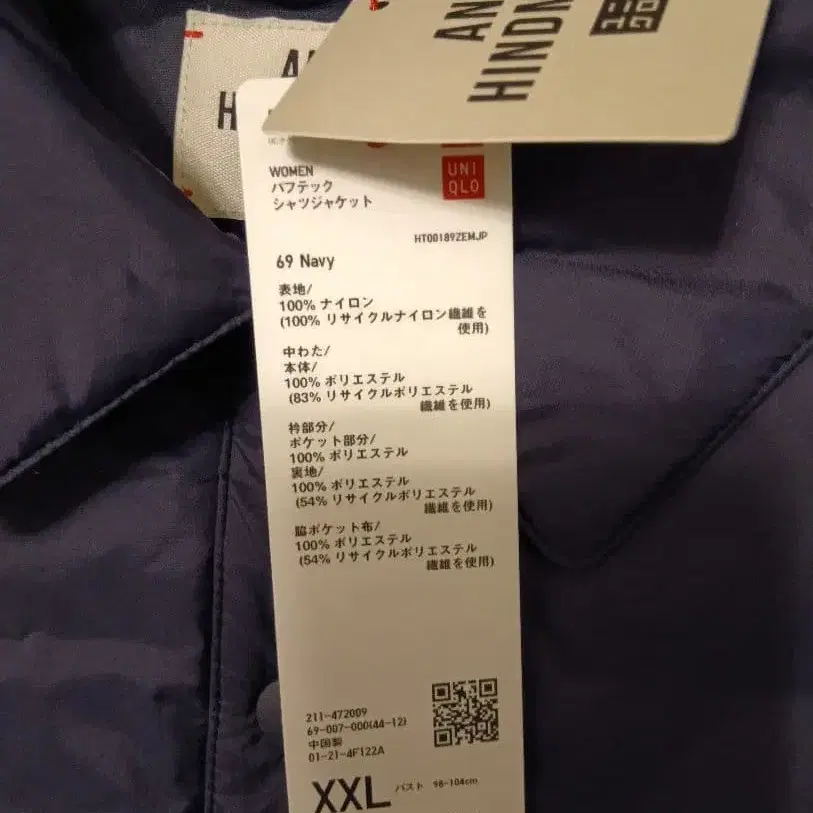 AN
HINDM
AN
H
WOMEN
パフテック
シャツジャケット
UNI
QLO
HT00189ZEMJP
69 Navy
表地/
100% ナイロン
(100% リサイクルナイロン繊維を
使用)
中わた/
本体/
100% ポリエステル
(83% リサイクルポリエステル
繊維を使用)
衿部分/
ポケット部分/
100% ポリエステル
裏地/
100% ポリエステル
(54% リサイクルポリエステル
繊維を使用)
脇ポケット布/
100% ポリエステル
(54% リサイクルポリエステル
繊維を使用)
211-472009
69-007-000(44-12)
中国製
01-21-4F122A
XXL バスト 98-104cm